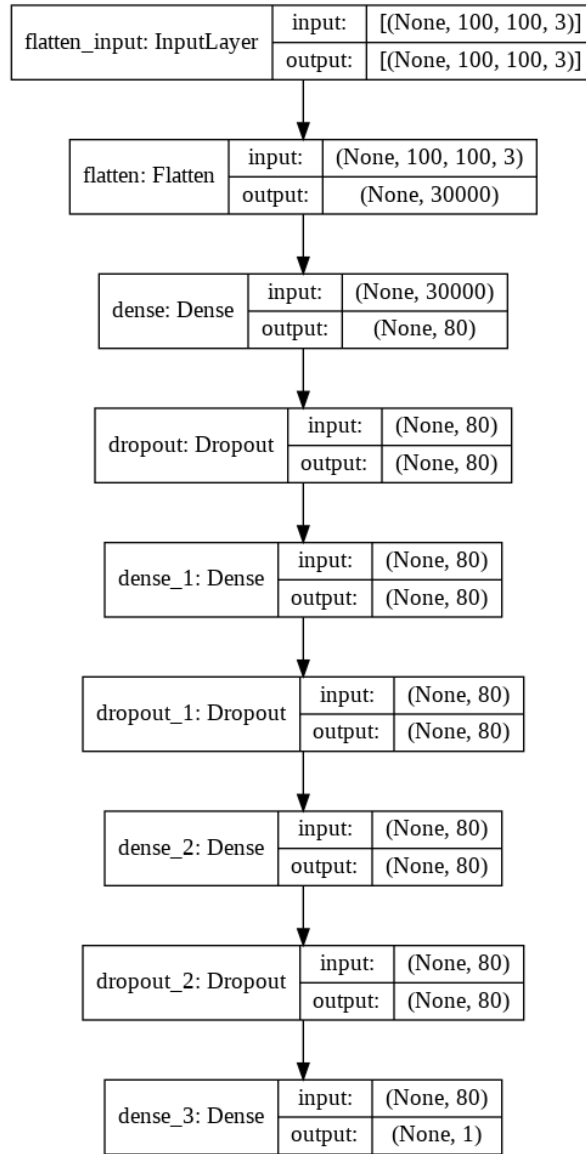 flatten_input: InputLayer
input: [(None, 100, 100, 3)]
output: [(None, 100, 100, 3)]
flatten: Flatten
input: (None, 100, 100, 3)
output: (None, 30000)
dense: Dense
input: (None, 30000)
output: (None, 80)
dropout: Dropout
input: (None, 80)
output: (None, 80)
dense_1: Dense
input: (None, 80)
output: (None, 80)
dropout_1: Dropout
input: (None, 80)
output: (None, 80)
dense_2: Dense
input: (None, 80)
output: (None, 80)
dropout_2: Dropout
input: (None, 80)
output: (None, 80)
dense_3: Dense
input: (None, 80)
output: (None, 1)